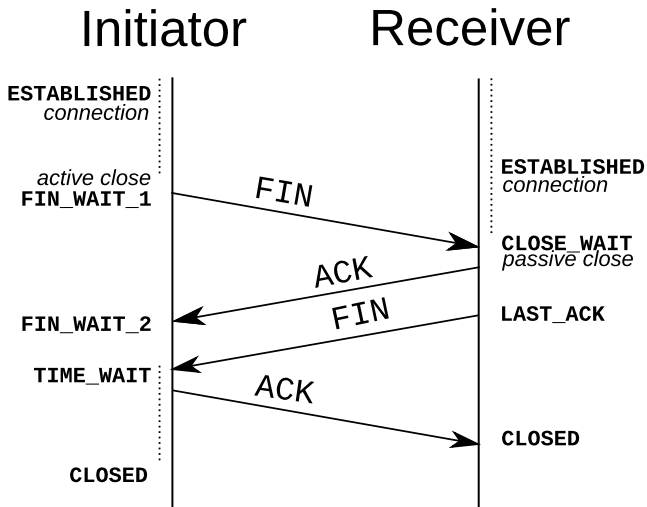 Initiator
Receiver
ESTABLISHED
connection
active close
FIN_WAIT_1
FIN
ESTABLISHED
connection
CLOSE_WAIT
passive close
ACK
FIN_WAIT_2
FIN
LAST_ACK
TIME_WAIT
ACK
CLOSED
CLOSED